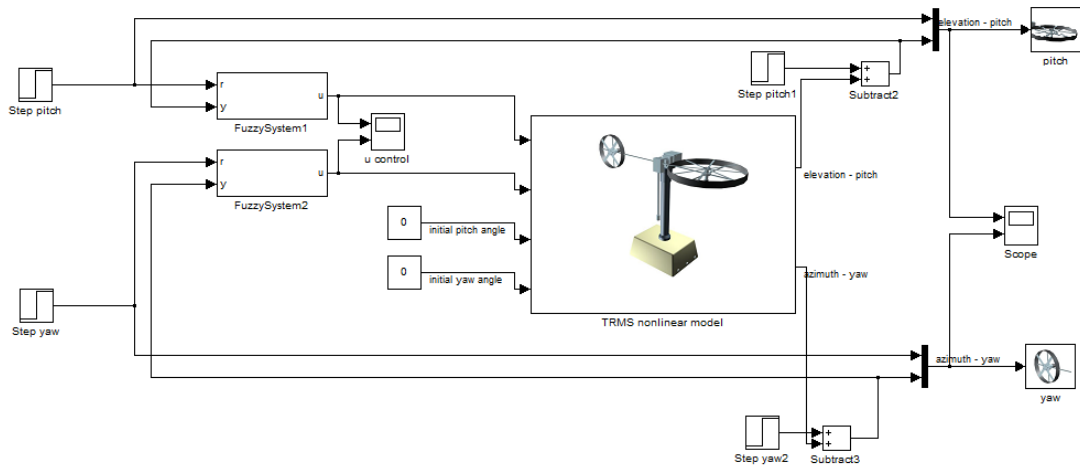 elevation - pitch
pitch
Step pitch
r
y
u
FuzzySystem1
u control
Step pitch1
+
+
Subtract2
r
y
u
FuzzySystem2
elevation - pitch
0
initial pitch angle
0
initial yaw angle
azimuth - yaw
TRMS nonlinear model
Scope
Step yaw
azimuth - yaw
yaw
Step yaw2
+
+
Subtract3